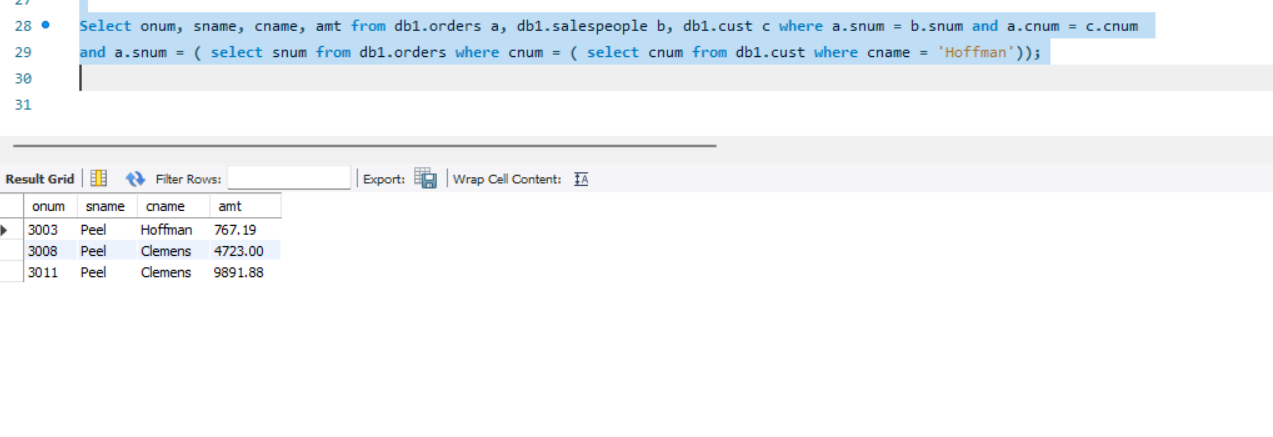 27
28 Select onum, sname, cname, amt from db1.orders a, db1.salespeople b, db1.cust c where a.snum = b.snum and a.cnum = c.cnum
29 and a.snum = ( select snum from db1.orders where cnum = ( select cnum from db1.cust where cname = 'Hoffman'));
30
31
Result Grid Filter Rows: Export: Wrap Cell Content: IA
onum sname cname amt
3003 Peel Hoffman 767.19
3008 Peel Clemens 4723.00
3011 Peel Clemens 9891.88